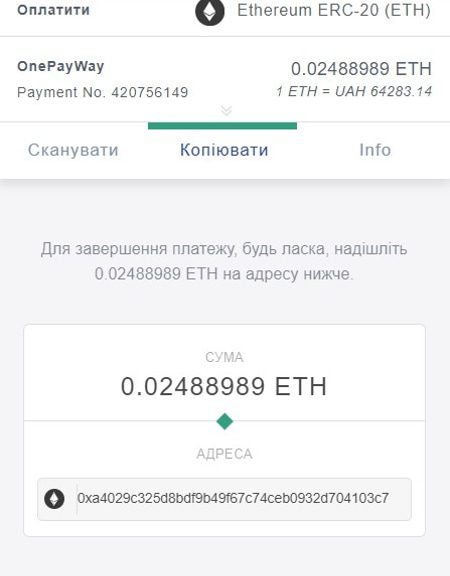 Оплатити
Ethereum ERC-20 (ETH)
OnePayWay
0.02488989 ETH
Payment No. 420756149
1 ETH = UAH 64283.14
Сканувати
Копіювати
Info
Для завершення платежу, будь ласка, надішліть
0.02488989 ETH на адресу нижче.
СУМА
0.02488989 ETH
АДРЕСА
0xa4029c325d8bdf9b49f67c74ceb0932d704103c7